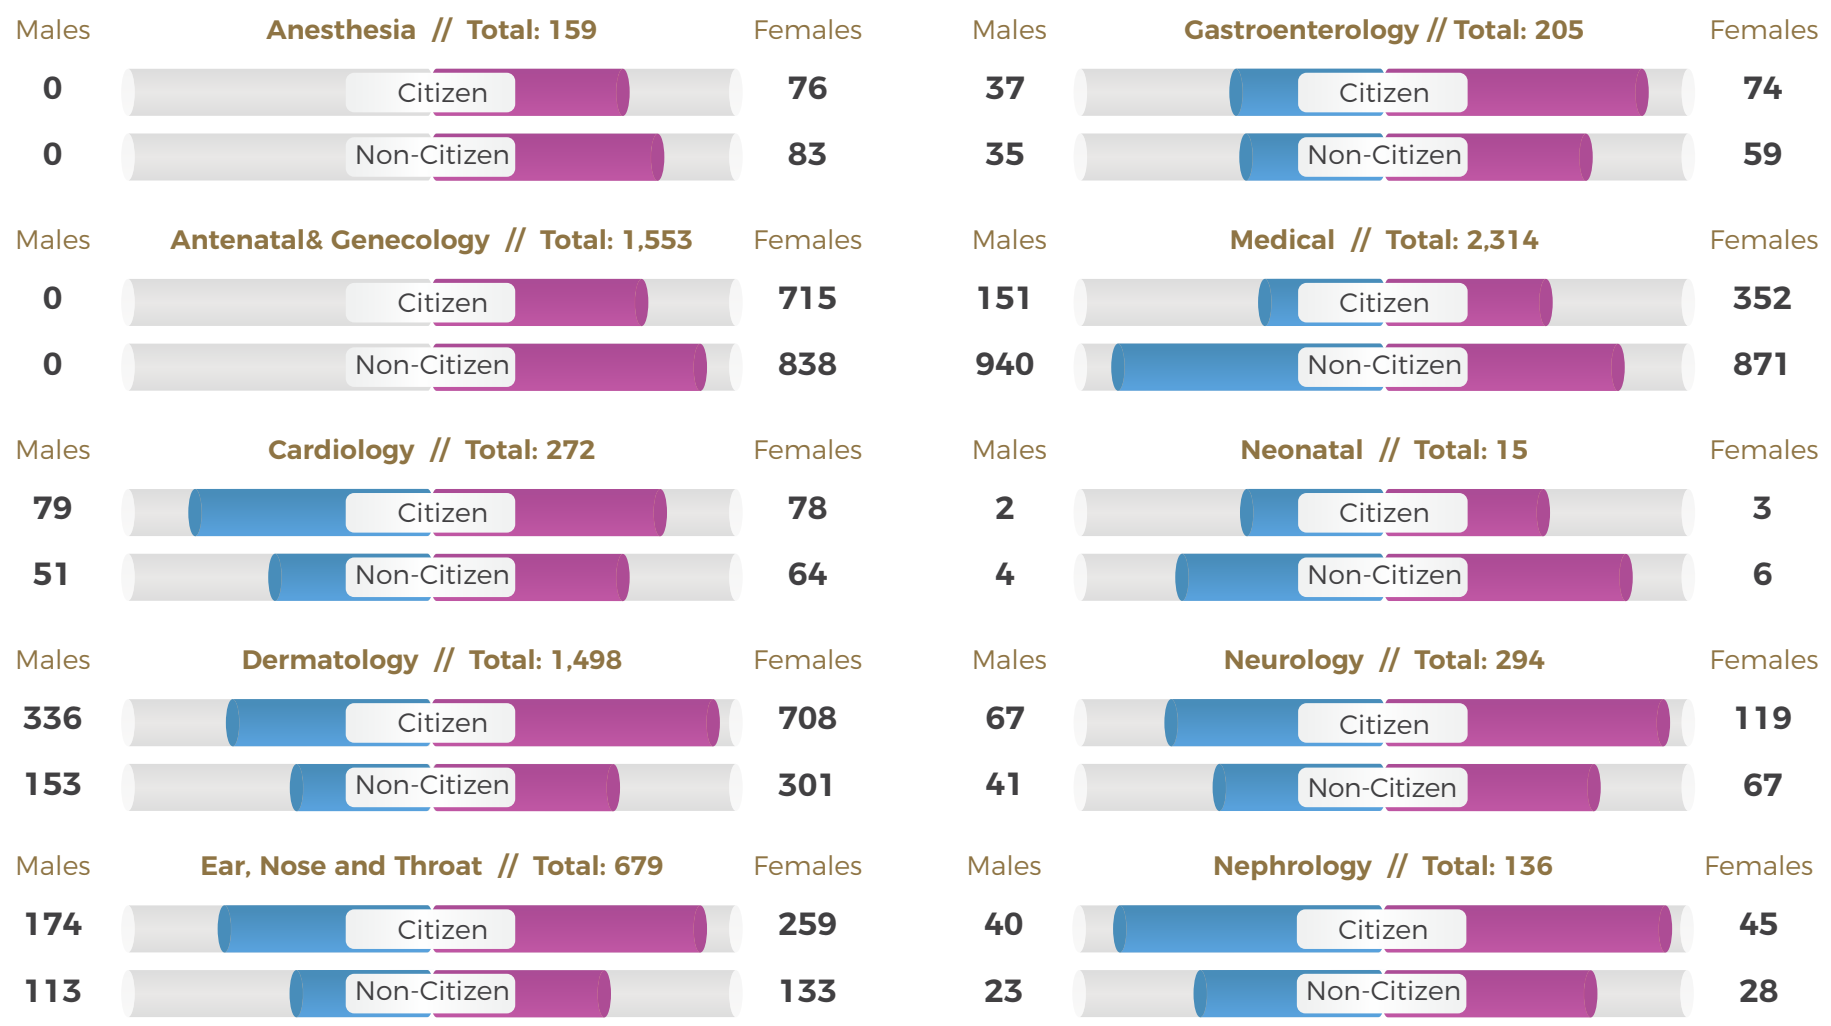 Males Anesthesia // Total: 159 Females
0 Citizen 76
0 Non-Citizen 83
Males Antenatal& Genecology // Total: 1,553 Females
0 Citizen 715
0 Non-Citizen 838
Males Cardiology // Total: 272 Females
79 Citizen 78
51 Non-Citizen 64
Males Dermatology // Total: 1,498 Females
336 Citizen 708
153 Non-Citizen 301
Males Ear, Nose and Throat // Total: 679 Females
174 Citizen 259
113 Non-Citizen 133
Males Gastroenterology // Total: 205 Females
37 Citizen 74
35 Non-Citizen 59
Males Medical // Total: 2,314 Females
151 Citizen 352
940 Non-Citizen 871
Males Neonatal // Total: 15 Females
2 Citizen 3
4 Non-Citizen 6
Males Neurology // Total: 294 Females
67 Citizen 119
41 Non-Citizen 67
Males Nephrology // Total: 136 Females
40 Citizen 45
23 Non-Citizen 28